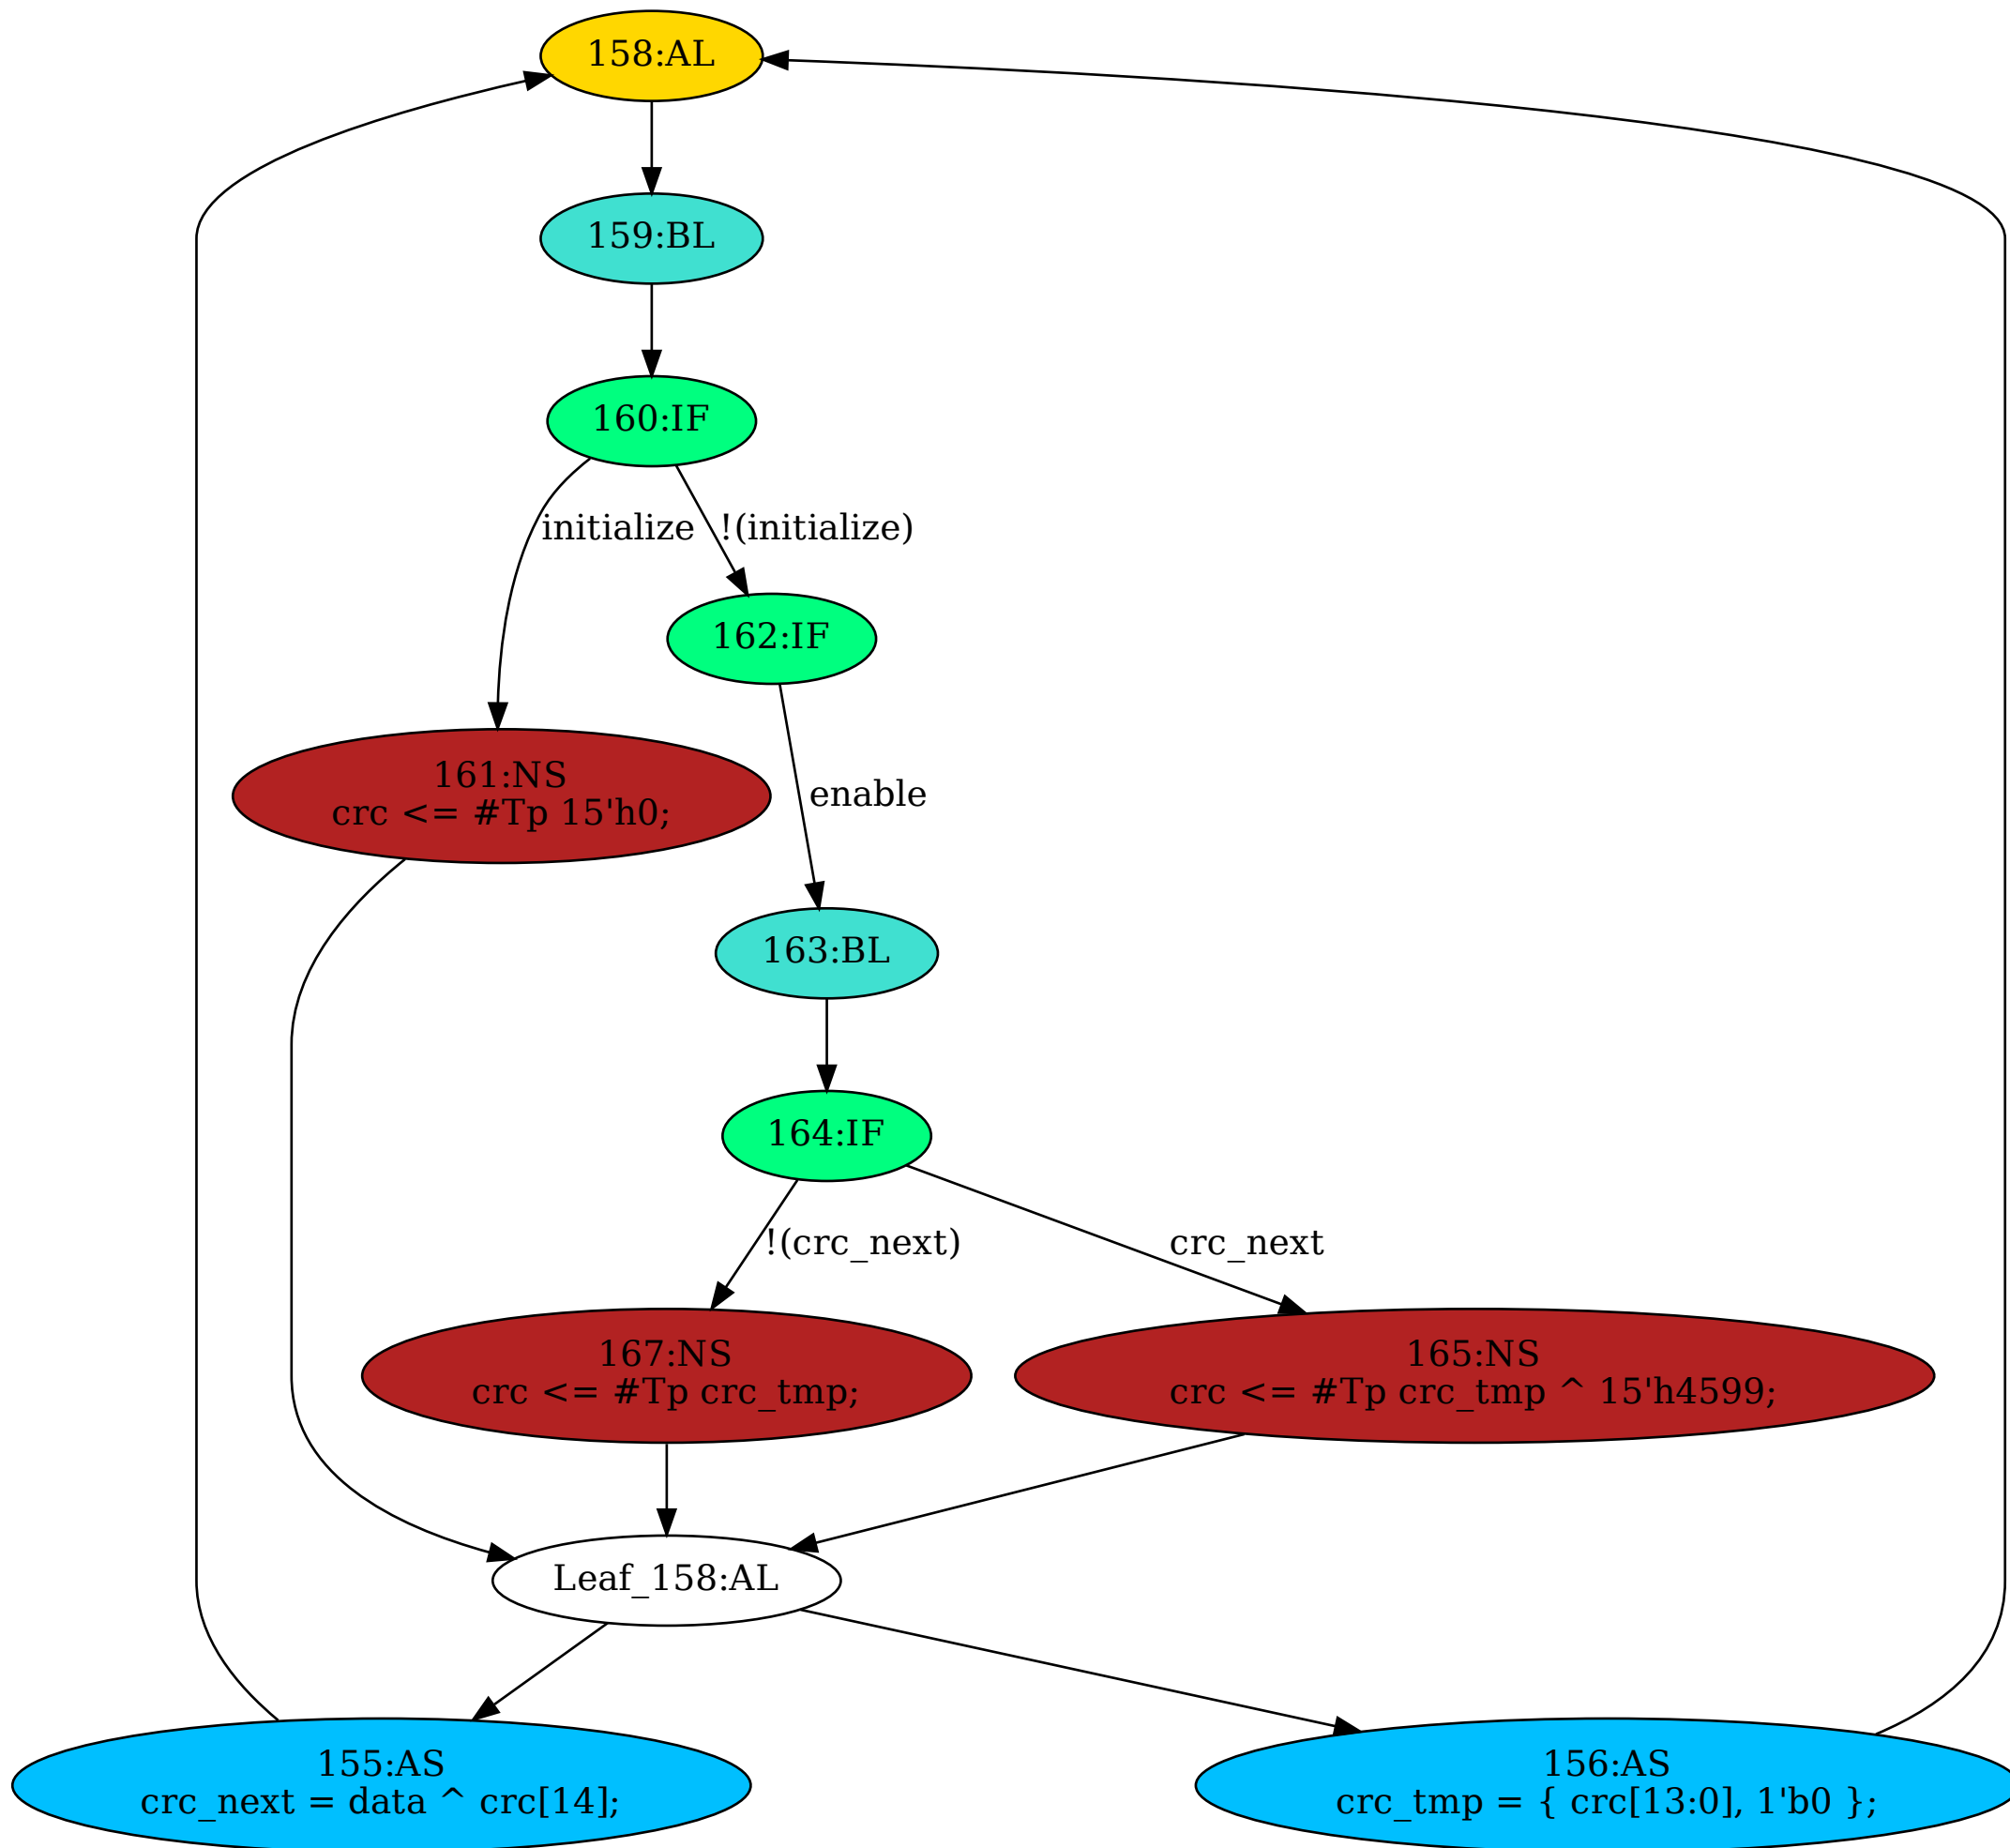 158:AL
159:BL
160:IF
initialize
!(initialize)
162:IF
161:NS
crc <= #Tp 15'h0;
enable
163:BL
164:IF
!(crc_next)
crc_next
167:NS
crc <= #Tp crc_tmp;
165:NS
crc <= #Tp crc_tmp ^ 15'h4599;
Leaf_158:AL
155:AS
crc_next = data ^ crc[14];
156:AS
crc_tmp = { crc[13:0], 1'b0 };